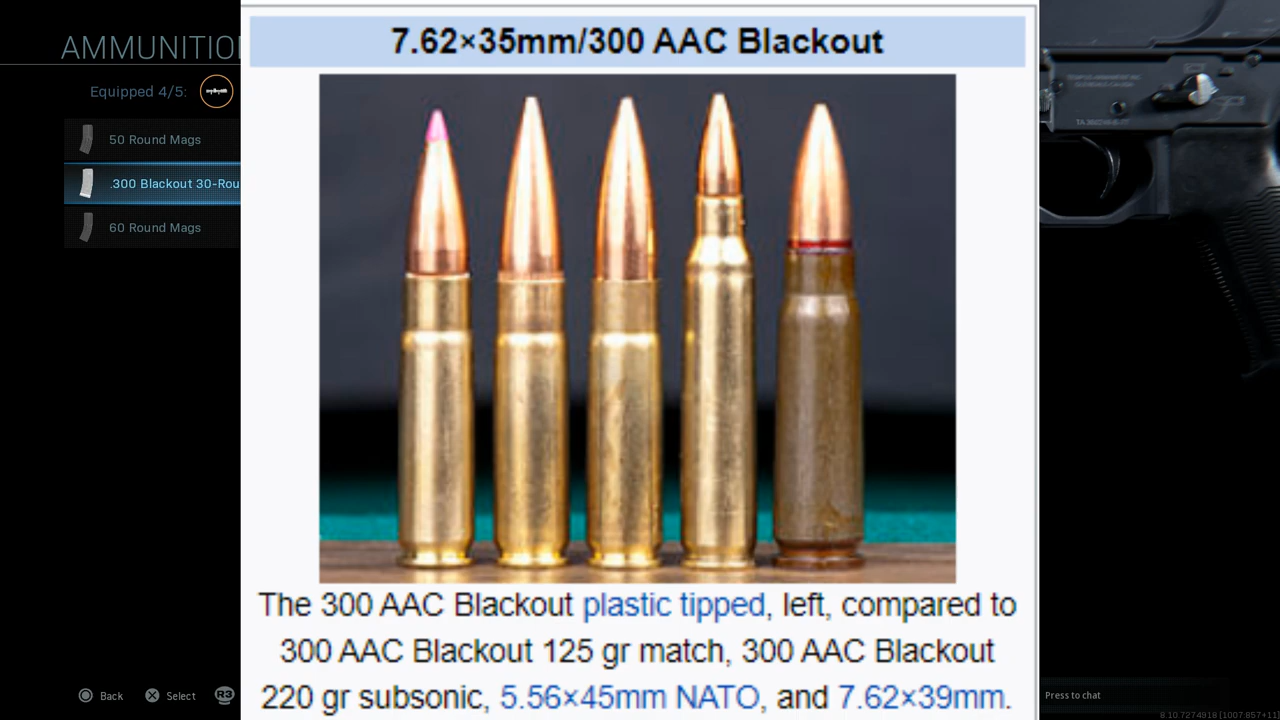 7.62×35mm/300 AAC Blackout
AMMUNITIO
Equipped 4/5:
50 Round Mags
.300 Blackout 30-Rou
60 Round Mags
The 300 AAC Blackout plastic tipped, left, compared to
300 AAC Blackout 125 gr match, 300 AAC Blackout
220 gr subsonic, 5.56×45mm NATO, and 7.62×39mm.
Back
Select
R3
Press to chat